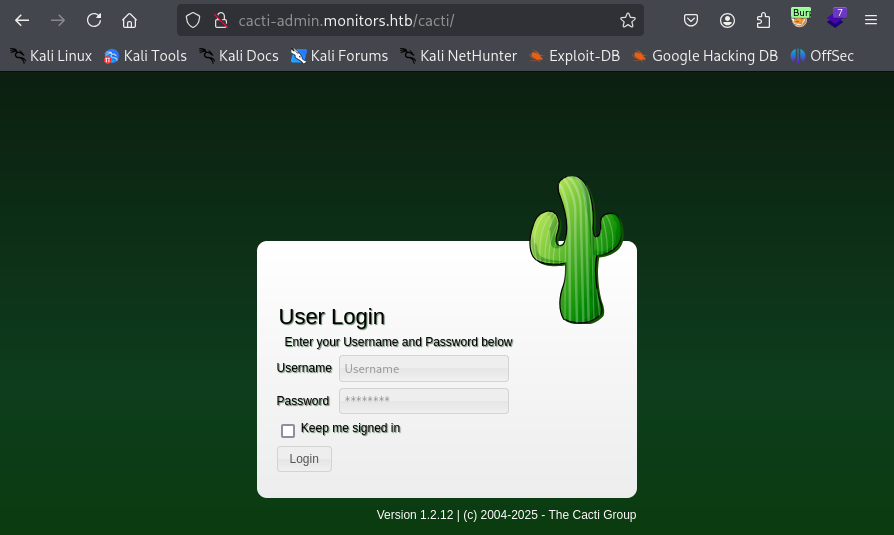 cacti-admin.monitors.htb/cacti/
Burr
7
Kali Linux Kali Tools Kali Docs Kali Forums Kali NetHunter Exploit-DB Google Hacking DB OffSec
User Login
Enter your Username and Password below
Username Username
Password ********
Keep me signed in
Login
Version 1.2.12 | (c) 2004-2025 - The Cacti Group